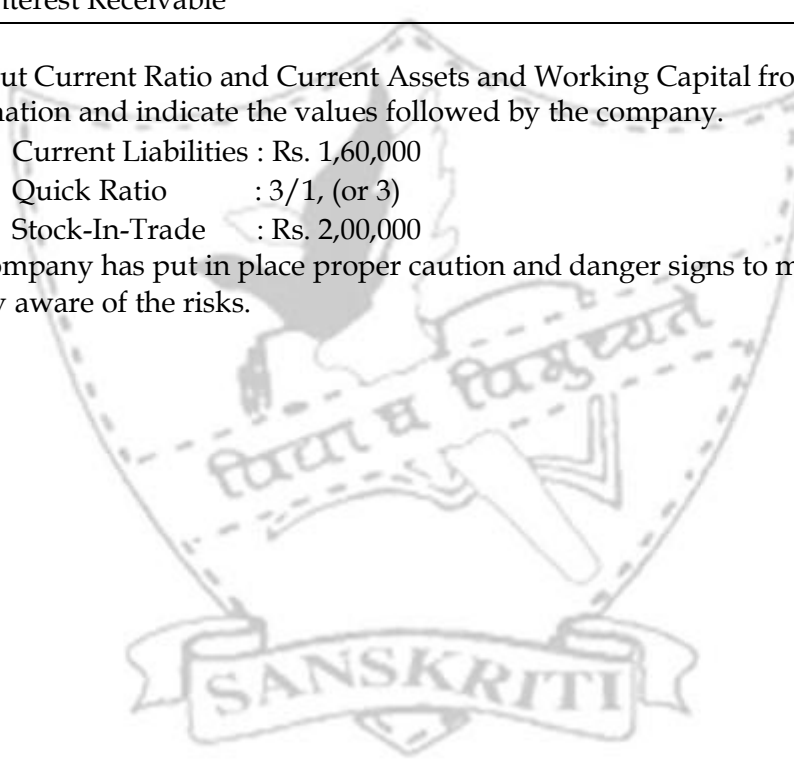 nterest Receivable
ut Current Ratio and Current Assets and Working Capital fro
nation and indicate the values followed by the company.
Current Liabilities : Rs. 1,60,000
Quick Ratio : 3/1, (or 3)
Stock-In-Trade : Rs. 2,00,000
ompany has put in place proper caution and danger signs to m
y aware of the risks.
विद्या ध विमुच्यते
SANSKRITI